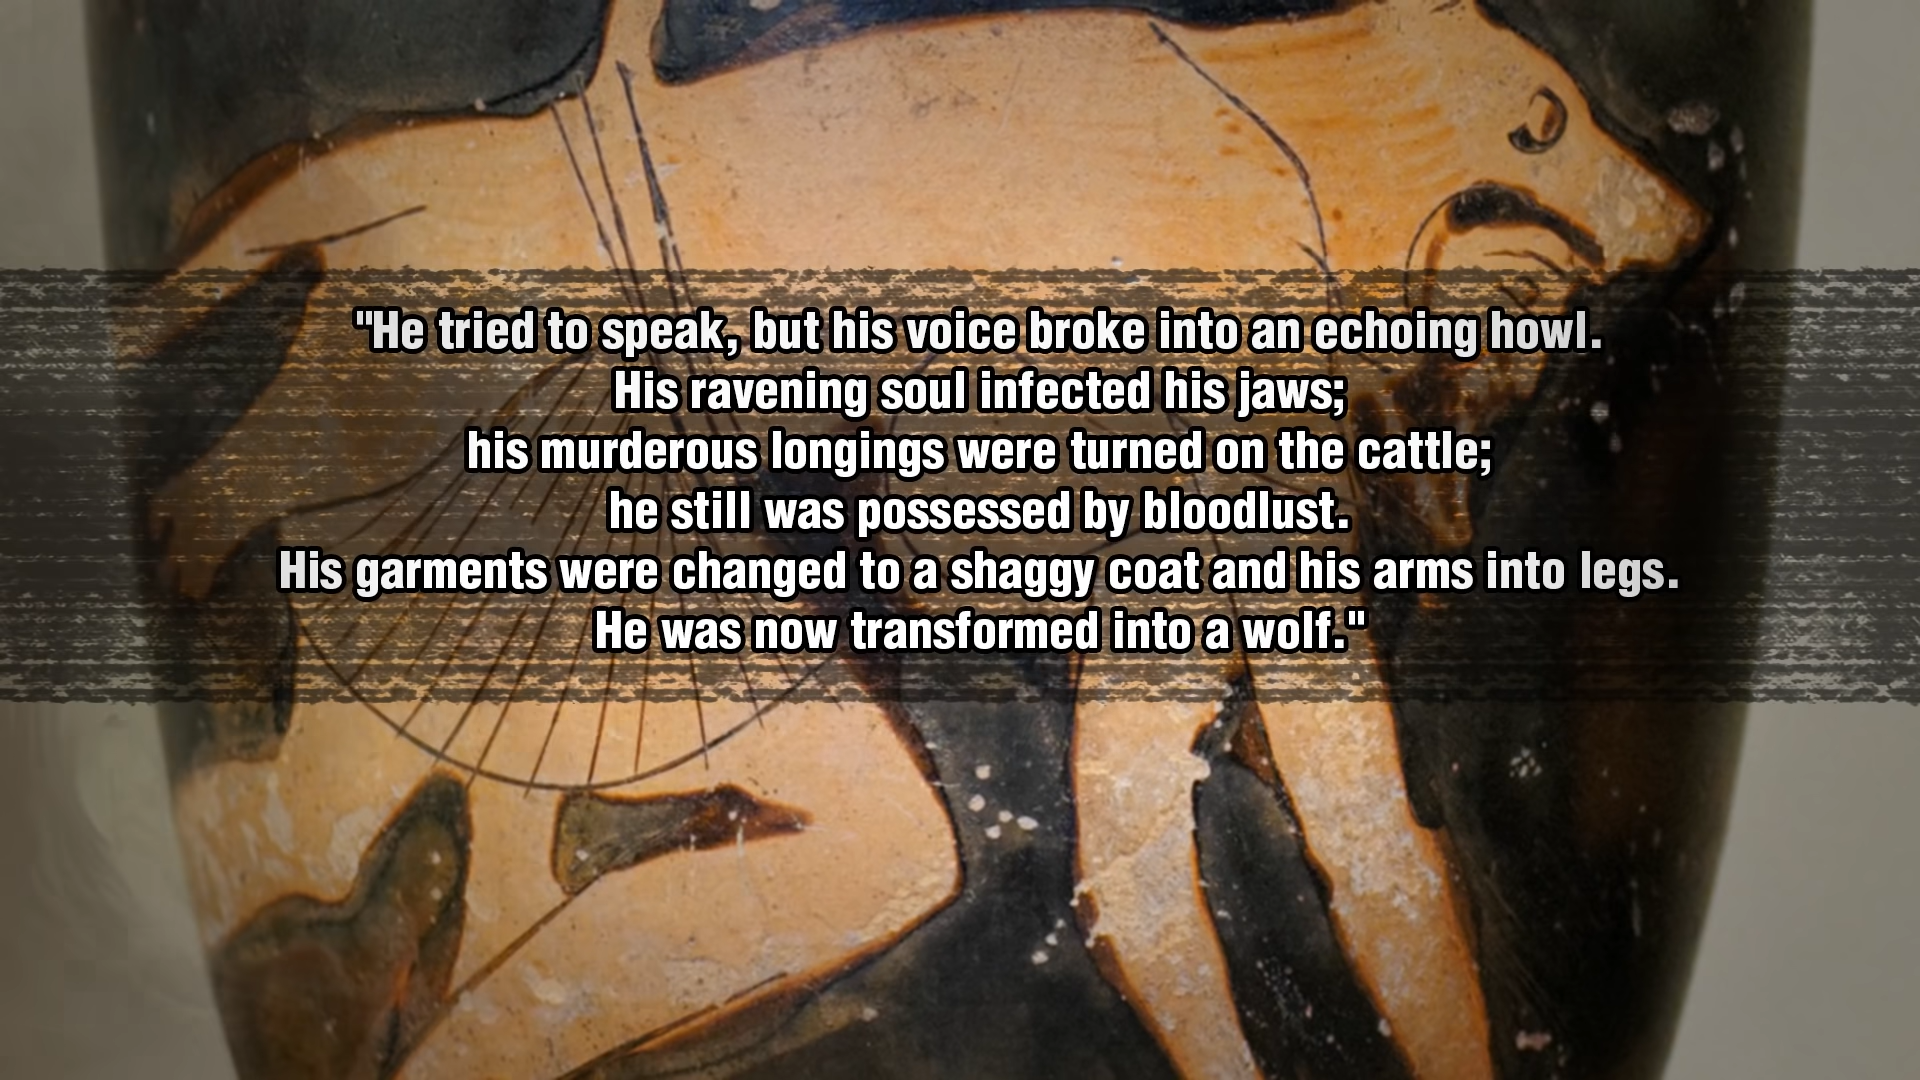 "He tried to speak, but his voice broke into an echoing howl.
His ravening soul infected his jaws;
his murderous longings were turned on the cattle;
he still was possessed by bloodlust.
His garments were changed to a shaggy coat and his arms into legs.
He was now transformed into a wolf."